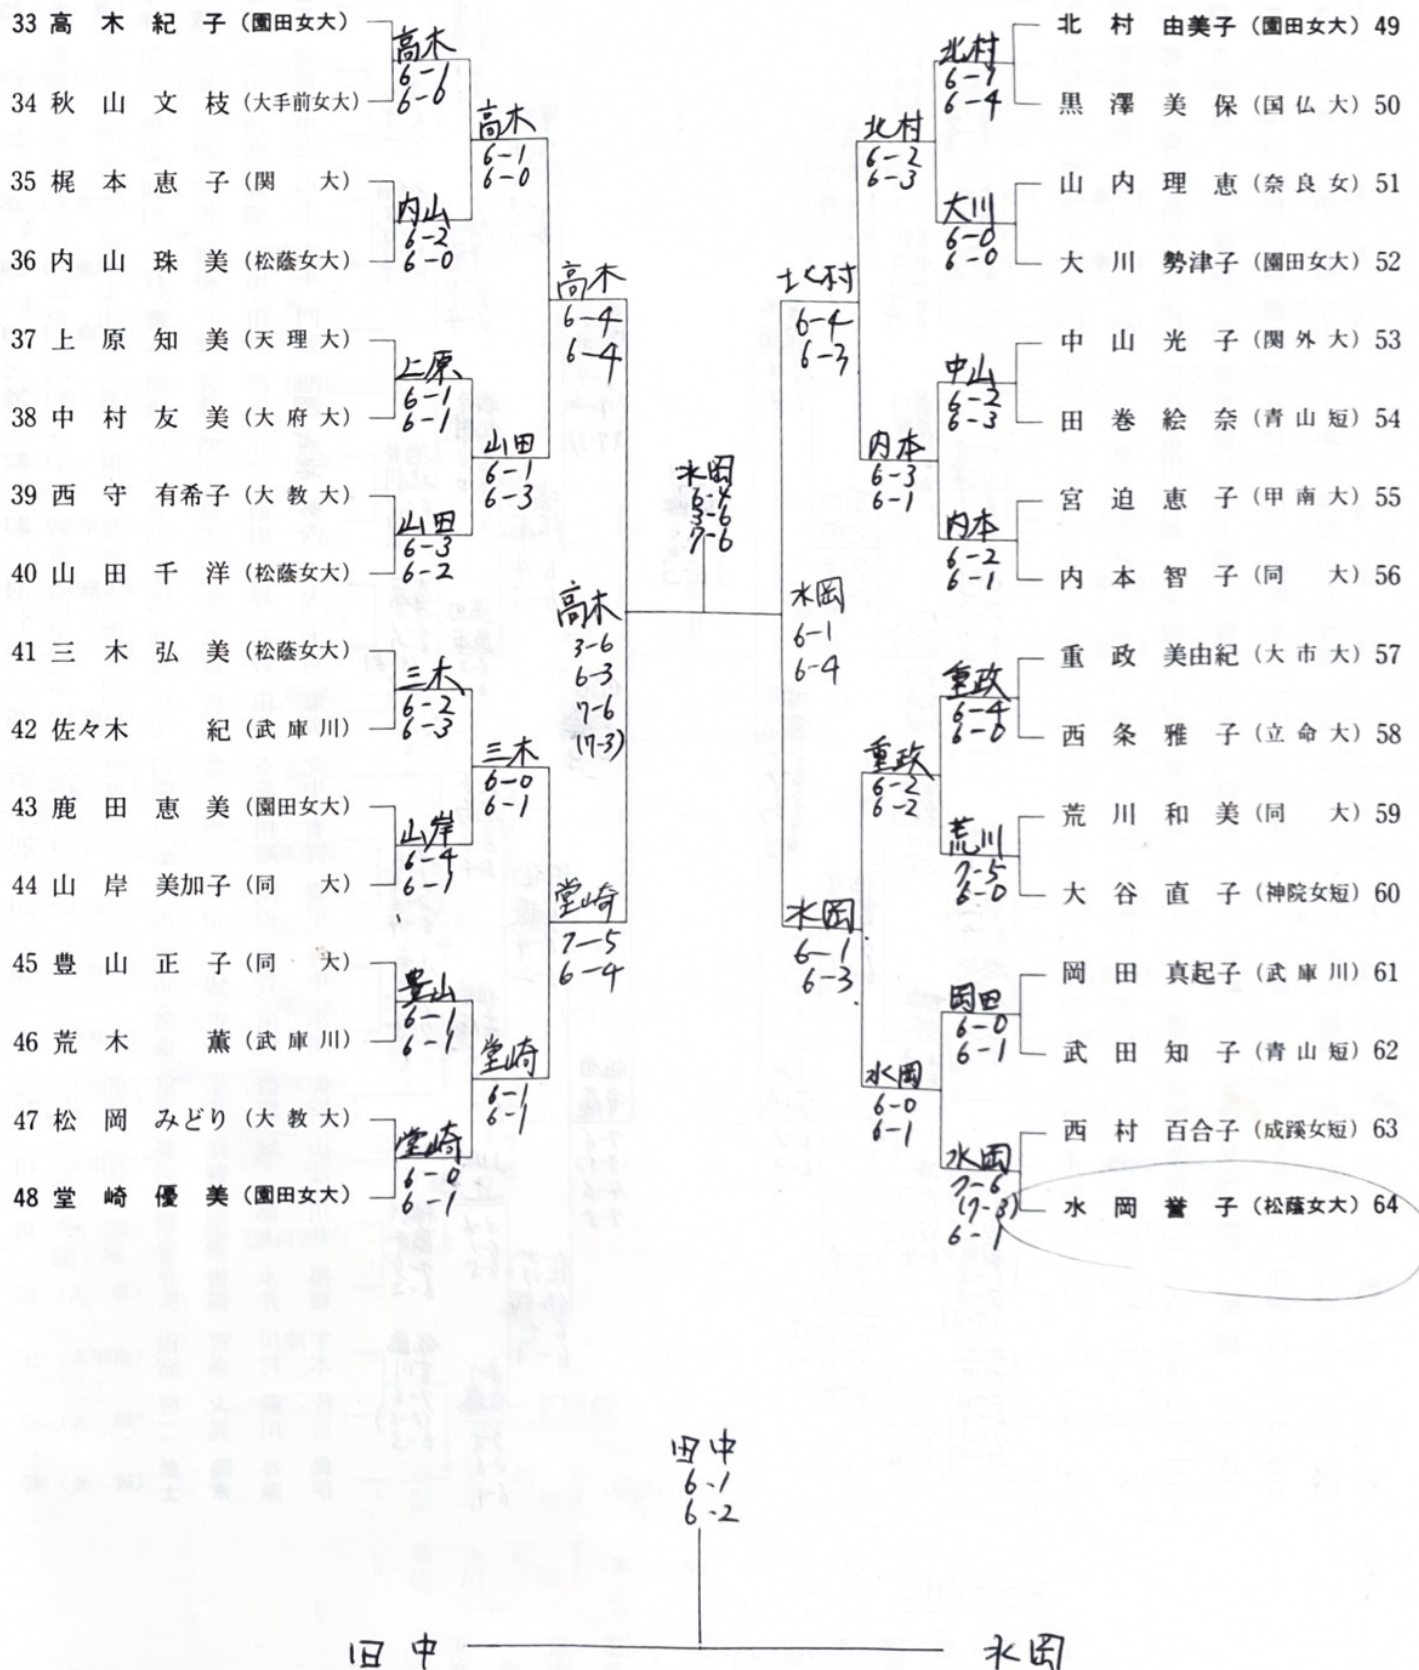 33 高木紀子 (園田女大)
高木
6-1
6-0
34 秋山文枝 (大手前女大)
高木
6-1
6-0
35 梶本恵子 (関大)
内山
6-2
6-0
36 内山珠美 (松蔭女大)
高木
6-4
6-4
37 上原知美 (天理大)
上原
6-1
6-1
38 中村友美 (大府大)
山田
6-1
6-3
39 西守有希子 (大教大)
山田
6-3
6-2
40 山田千洋 (松蔭女大)
高木
3-6
6-3
7-6
(7-3)
41 三木弘美 (松蔭女大)
三木
6-2
6-3
42 佐々木紀 (武庫川)
三木
6-0
6-1
43 鹿田恵美 (園田女大)
山岸
6-4
6-1
44 山岸美加子 (同大)
堂崎
7-5
6-4
45 豊山正子 (同大)
豊山
6-1
6-1
46 荒木薫 (武庫川)
堂崎
6-1
6-1
47 松岡みどり (大教大)
堂崎
6-0
6-1
48 堂崎優美 (園田女大)
水岡
6-4
3-6
7-6
北村由美子 (園田女大) 49
北村
6-1
6-4
黒澤美保 (国仏大) 50
北村
6-2
6-3
山内理恵 (奈良女) 51
大川
6-0
6-0
大川勢津子 (園田女大) 52
北村
6-4
6-3
中山光子 (関外大) 53
中山
6-2
6-3
田巻絵奈 (青山短) 54
内本
6-3
6-1
宮迫恵子 (甲南大) 55
内本
6-2
6-1
内本智子 (同大) 56
水岡
6-1
6-4
重政美由紀 (大市大) 57
重政
6-4
6-0
西条雅子 (立命大) 58
重政
6-2
6-2
荒川和美 (同大) 59
荒川
7-5
6-0
大谷直子 (神院女短) 60
水岡
6-1
6-3
岡田真起子 (武庫川) 61
岡田
6-0
6-1
武田知子 (青山短) 62
水岡
6-0
6-1
西村百合子 (成蹊女短) 63
水岡
7-6
(7-3)
6-1
水岡誉子 (松蔭女大) 64
田中
6-1
6-2
田中
水岡